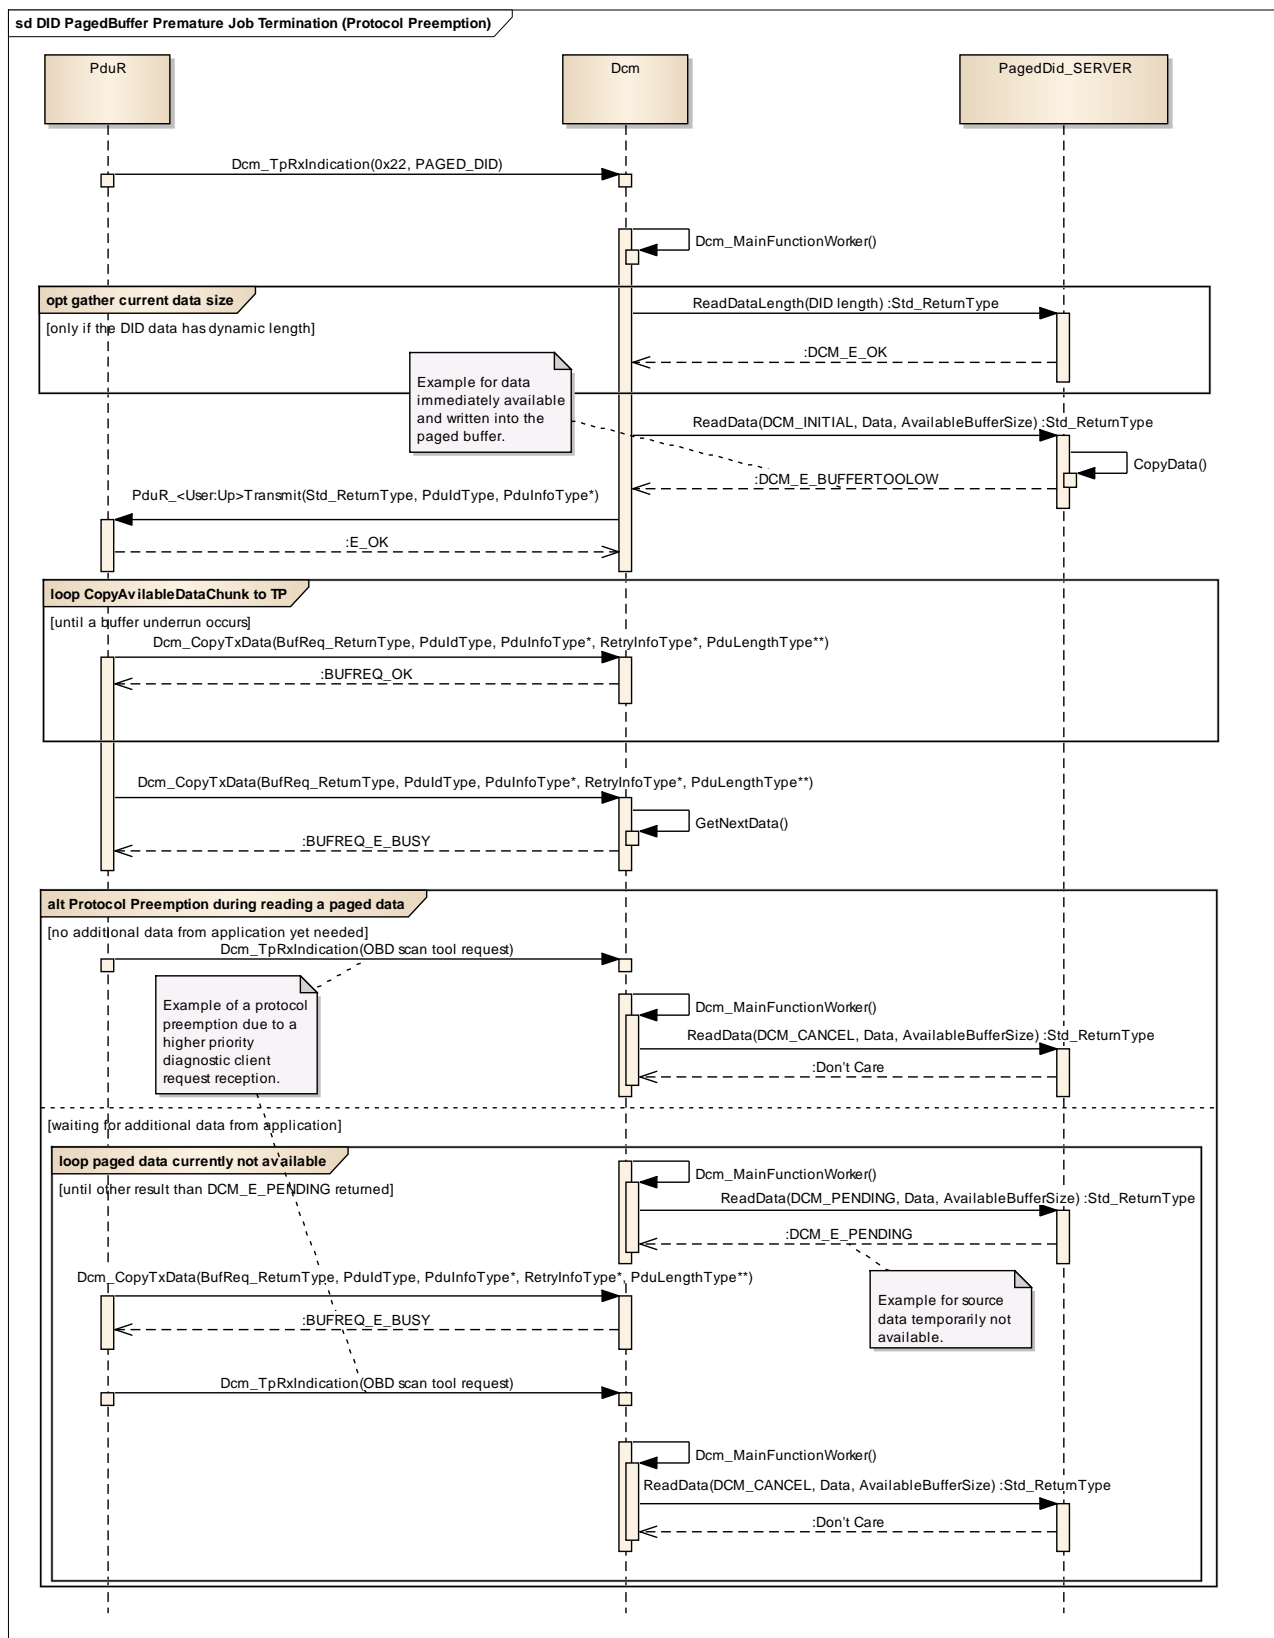 sd DID PagedBuffer Premature Job Termination (Protocol Preemption)
PduR
Dcm
PagedDid_SERVER
Dcm_TpRxIndication(0x22, PAGED_DID)
Dcm_MainFunctionWorker()
opt gather current data size
[only if the DID data has dynamic length]
ReadDataLength(DID length) :Std_ReturnType
:DCM_E_OK
Example for data
immediately available
and written into the
paged buffer.
ReadData(DCM_INITIAL, Data, AvailableBufferSize) :Std_ReturnType
CopyData()
:DCM_E_BUFFERTOOLOW
PduR_<User:Up>Transmit(Std_ReturnType, PduIdType, PduInfoType*)
:E_OK
loop CopyAvilableDataChunk to TP
[until a buffer underrun occurs]
Dcm_CopyTxData(BufReq_ReturnType, PduIdType, PduInfoType*, RetryInfoType*, PduLengthType**)
:BUFREQ_OK
Dcm_CopyTxData(BufReq_ReturnType, PduIdType, PduInfoType*, RetryInfoType*, PduLengthType**)
GetNextData()
:BUFREQ_E_BUSY
alt Protocol Preemption during reading a paged data
[no additional data from application yet needed]
Dcm_TpRxIndication(OBD scan tool request)
Example of a protocol
preemption due to a
higher priority
diagnostic client
request reception.
Dcm_MainFunctionWorker()
ReadData(DCM_CANCEL, Data, AvailableBufferSize) :Std_ReturnType
:Don't Care
[waiting for additional data from application]
loop paged data currently not available
[until other result than DCM_E_PENDING returned]
Dcm_MainFunctionWorker()
ReadData(DCM_PENDING, Data, AvailableBufferSize) :Std_ReturnType
:DCM_E_PENDING
Dcm_CopyTxData(BufReq_ReturnType, PduIdType, PduInfoType*, RetryInfoType*, PduLengthType**)
Example for source
data temporarily not
available.
:BUFREQ_E_BUSY
Dcm_TpRxIndication(OBD scan tool request)
Dcm_MainFunctionWorker()
ReadData(DCM_CANCEL, Data, AvailableBufferSize) :Std_ReturnType
:Don't Care